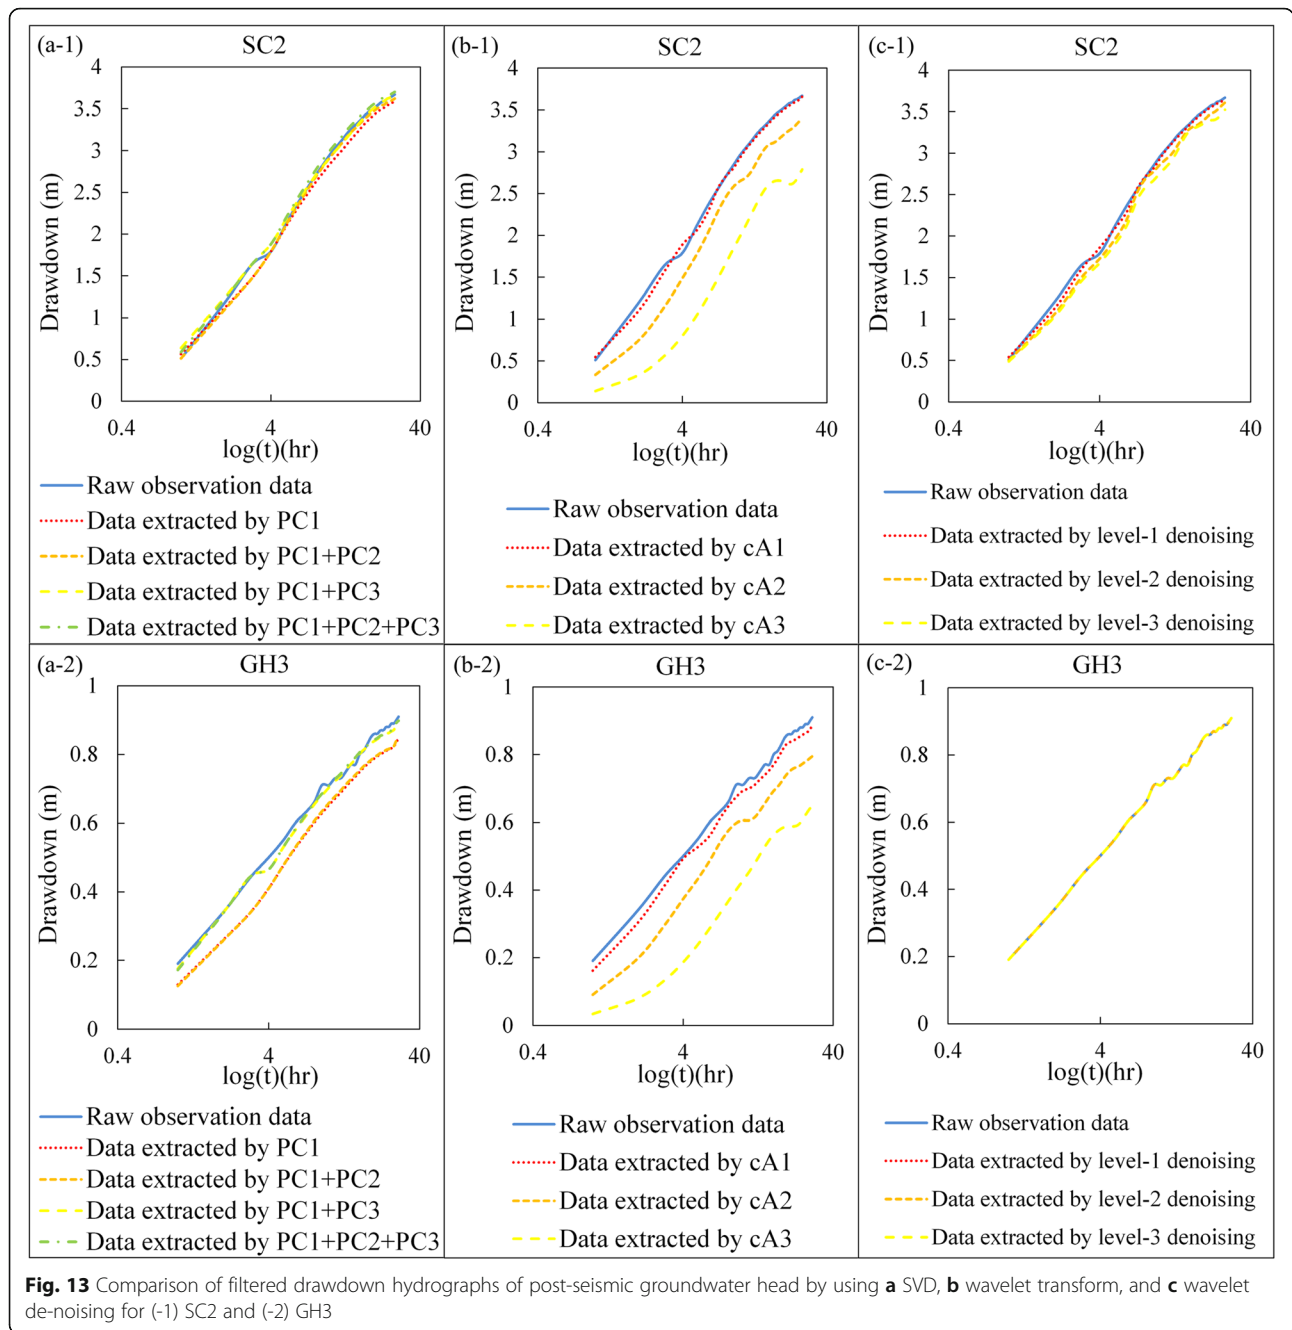 (a-1)
SC2
4
3.5
3
2.5
2
1.5
1
0.5
0
Drawdown (m)
0.4
4
40
log(t)(hr)
Raw observation data
Data extracted by PC1
Data extracted by PC1+PC2
Data extracted by PC1+PC3
Data extracted by PC1+PC2+PC3
(b-1)
SC2
4
3.5
3
2.5
2
1.5
1
0.5
0
Drawdown (m)
0.4
4
40
log(t)(hr)
Raw observation data
Data extracted by cA1
Data extracted by cA2
Data extracted by cA3
(c-1)
SC2
4
3.5
3
2.5
2
1.5
1
0.5
0
Drawdown (m)
0.4
4
40
log(t)(hr)
Raw observation data
Data extracted by level-1 denoising
Data extracted by level-2 denoising
Data extracted by level-3 denoising
(a-2)
GH3
1
0.8
0.6
0.4
0.2
0
Drawdown (m)
0.4
4
40
log(t)(hr)
Raw observation data
Data extracted by PC1
Data extracted by PC1+PC2
Data extracted by PC1+PC3
Data extracted by PC1+PC2+PC3
(b-2)
GH3
1
0.8
0.6
0.4
0.2
0
Drawdown (m)
0.4
4
40
log(t)(hr)
Raw observation data
Data extracted by cA1
Data extracted by cA2
Data extracted by cA3
(c-2)
GH3
1
0.8
0.6
0.4
0.2
0
Drawdown (m)
0.4
4
40
log(t)(hr)
Raw observation data
Data extracted by level-1 denoising
Data extracted by level-2 denoising
Data extracted by level-3 denoising
Fig. 13 Comparison of filtered drawdown hydrographs of post-seismic groundwater head by using a SVD, b wavelet transform, and c wavelet
de-noising for (-1) SC2 and (-2) GH3